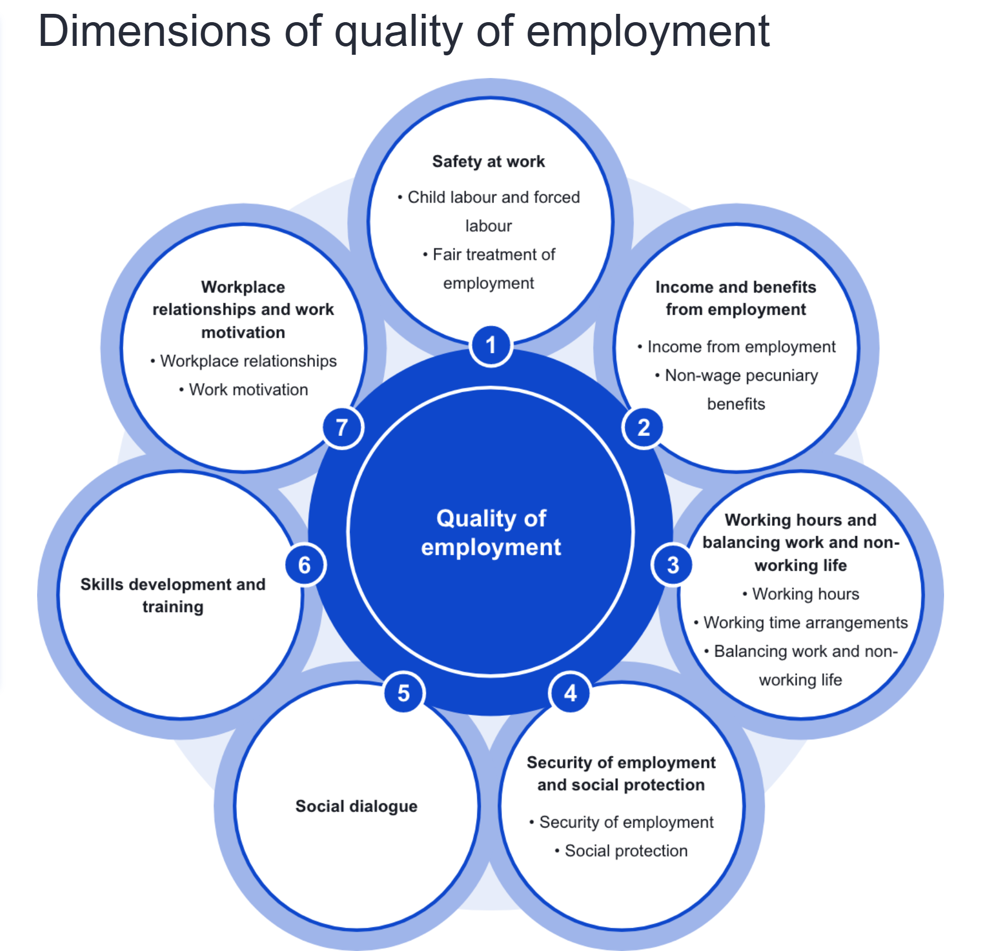 Dimensions of quality of employment
Safety at work
• Child labour and forced
labour
• Fair treatment of
employment
1
Income and benefits
from employment
• Income from employment
• Non-wage pecuniary
benefits
2
Working hours and
balancing work and non-
working life
• Working hours
• Working time arrangements
• Balancing work and non-
working life
3
Security of employment
and social protection
• Security of employment
• Social protection
4
Social dialogue
5
Skills development and
training
6
Workplace
relationships and work
motivation
• Workplace relationships
• Work motivation
7
Quality of
employment